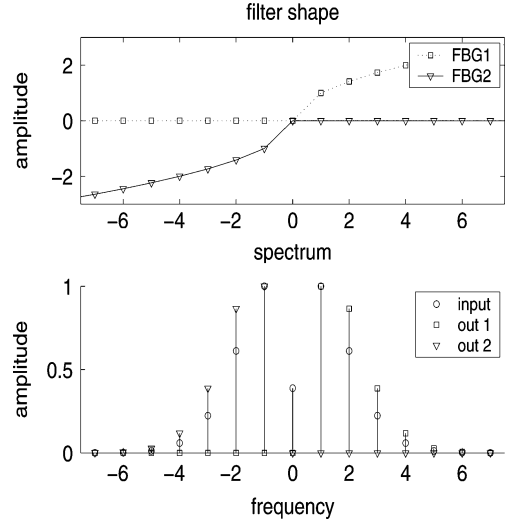 filter shape
amplitude
2
0
−2
FBG1
FBG2
−6 −4 −2 0 2 4 6
spectrum
amplitude
1
0.5
0
input
out 1
out 2
−6 −4 −2 0 2 4 6
frequency